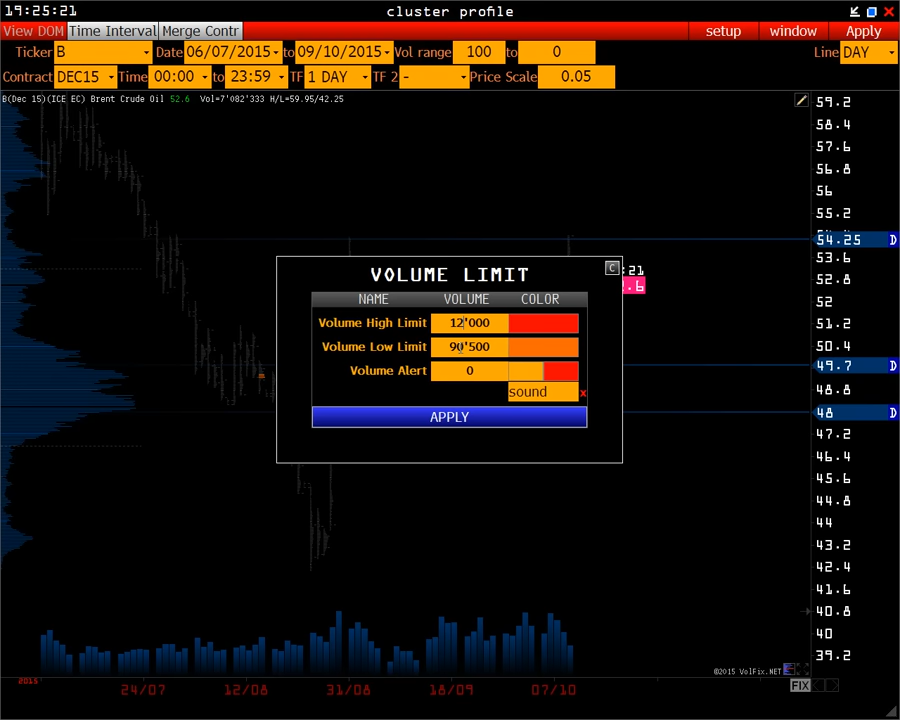 19:25:21 cluster profile
View DOM Time Interval Merge Contr setup window Apply
Ticker B Date 06/07/2015 to 09/10/2015 Vol range 100 to 0 Line DAY
Contract DEC15 Time 00:00 to 23:59 TF 1 DAY TF 2 - Price Scale 0.05
B(Dec 15)(ICE EC) Brent Crude Oil 52.6 Vol=7'082'333 H/L=59.95/42.25
59.2
58.4
57.6
56.8
56
55.2
54.25 D
53.6
52.8
52
51.2
50.4
49.7 D
48.8
48 D
47.2
46.4
45.6
44.8
44
43.2
42.4
41.6
40.8
40
39.2
:21
.6
VOLUME LIMIT C
NAME VOLUME COLOR
Volume High Limit 12'000
Volume Low Limit 90'500
Volume Alert 0
sound x
APPLY
©2015 VolFix.NET
2015 24/07 12/08 31/08 18/09 07/10
FIX